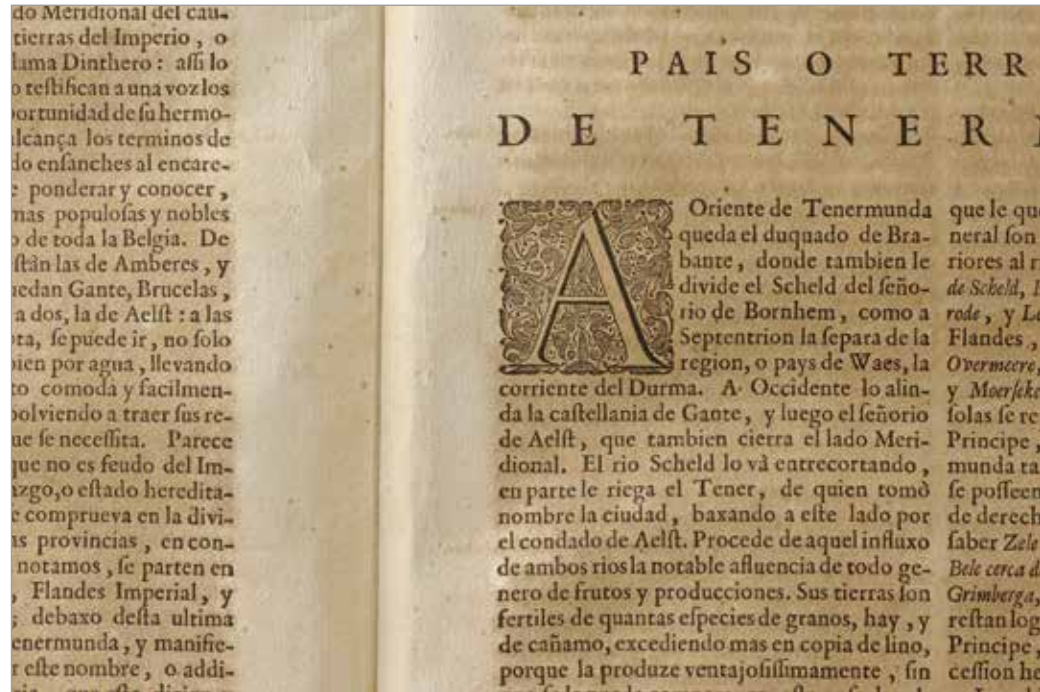 do Meridional del cau-
tierras del Imperio, o
lama Dinthero: aſſi lo
o teſtifican a una voz los
portunidad de ſu hermo-
alcança los terminos de
do enſanches al encare-
ponderar y conocer,
mas populoſas y nobles
o de toda la Belgia. De
ſtàn las de Amberes, y
uedan Gante, Brucelas,
a dos, la de Aelſt: a las
ota, ſe puede ir, no ſolo
bien por agua, llevando
to comoda y facilmen-
bolviendo a traer ſus re-
ue ſe neceſſita. Parece
que no es feudo del Im-
azgo, o eſtado heredita-
e comprueva en la divi-
as provincias, en con-
notamos, ſe parten en
, Flandes Imperial, y
; debaxo deſta ultima
enermunda, y manifie-
r eſte nombre, o addi-
PAIS O TERR
DE TENER
A Oriente de Tenermunda
queda el duquado de Bra-
bante, donde tambien le
divide el Scheld del ſeño-
rio de Bornhem, como a
Septentrion la ſepara de la
region, o pays de Waes, la
corriente del Durma. A Occidente lo alin-
da la caſtellania de Gante, y luego el ſeñorio
de Aelſt, que tambien cierra el lado Meri-
dional. El rio Scheld lo và entrecortando,
en parte le riega el Tener, de quien tomò
nombre la ciudad, baxando a eſte lado por
el condado de Aelſt. Procede de aquel influxo
de ambos rios la notable afluencia de todo ge-
nero de frutos y producciones. Sus tierras ſon
fertiles de quantas eſpecies de granos, hay, y
de cañamo, excediendo mas en copia de lino,
porque la produze ventajoſiſſimamente, ſin
que le que
neral ſon
riores al r
de Scheld,
rode, y Le
Flandes,
Overmeere,
y Moerſeke
ſolas ſe re
Principe,
munda ta
ſe poſſeen
de derech
ſaber Zele
Bele cerca d
Grimberga,
reſtan log
Principe,
ceſſion he